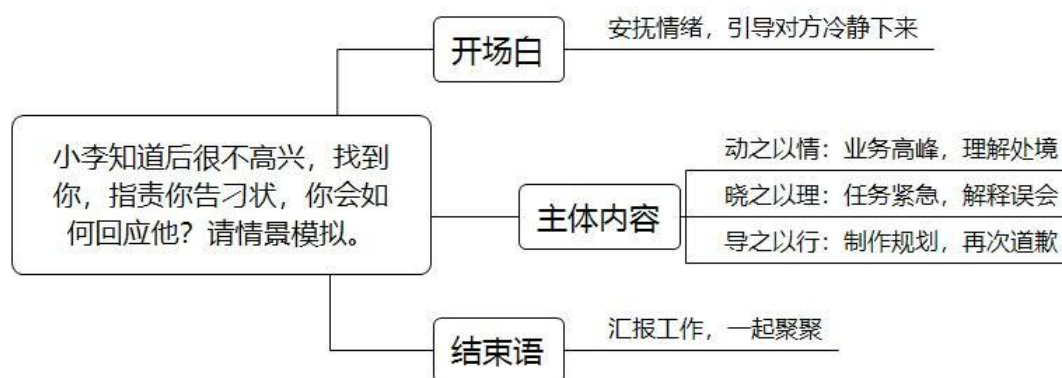 小李知道后很不高兴，找到
你，指责你告刁状，你会如
何回应他？请情景模拟。
开场白
安抚情绪，引导对方冷静下来
主体内容
动之以情：业务高峰，理解处境
晓之以理：任务紧急，解释误会
导之以行：制作规划，再次道歉
结束语
汇报工作，一起聚聚